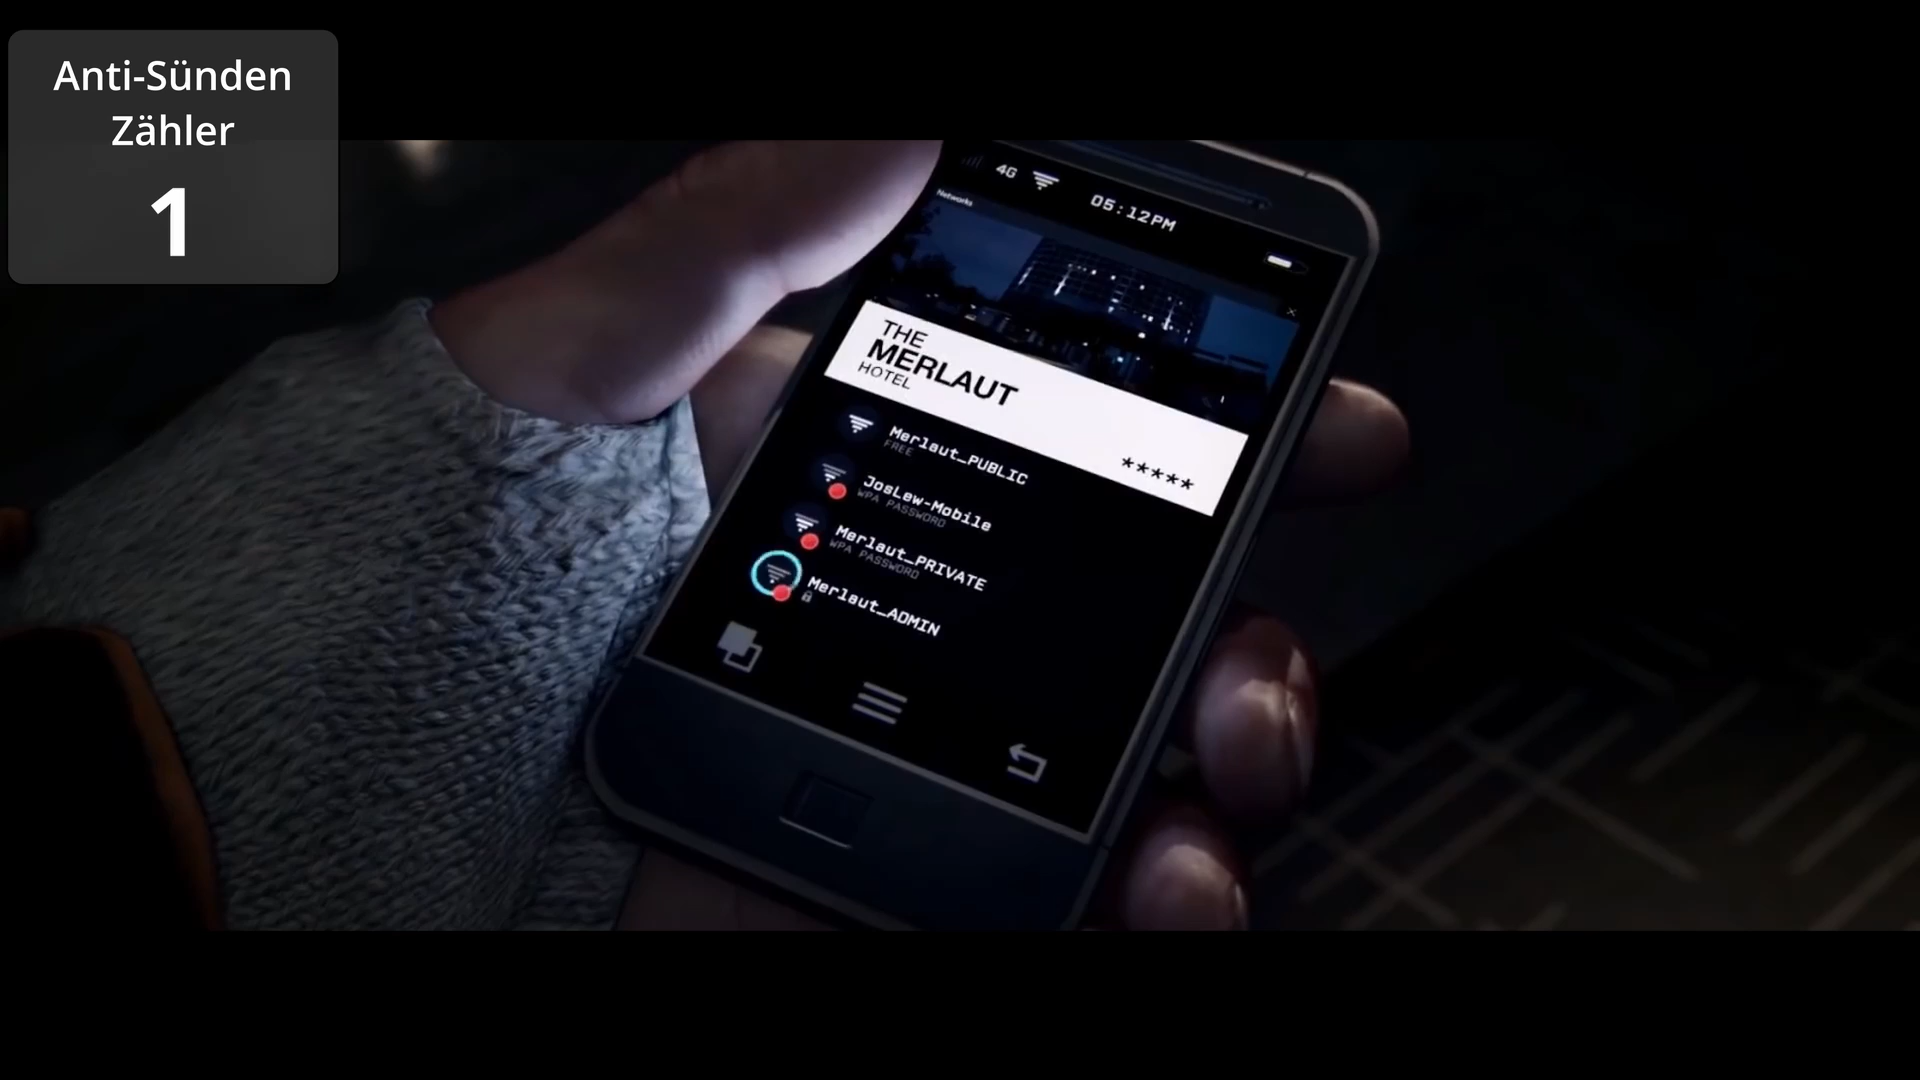 Anti-Sünden
Zähler
1
4G
05:12PM
Networks
THE
MERLAUT
HOTEL
*****
Merlaut_PUBLIC
FREE
JosLew-Mobile
WPA PASSWORD
Merlaut_PRIVATE
WPA PASSWORD
Merlaut_ADMIN